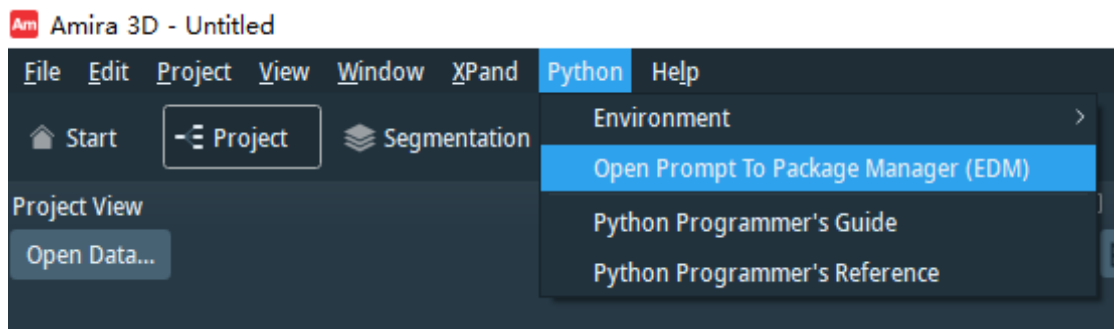 Am Amira 3D - Untitled
File Edit Project View Window XPand Python Help
Start Project Segmentation
Environment
Open Prompt To Package Manager (EDM)
Python Programmer's Guide
Python Programmer's Reference
Project View
Open Data...